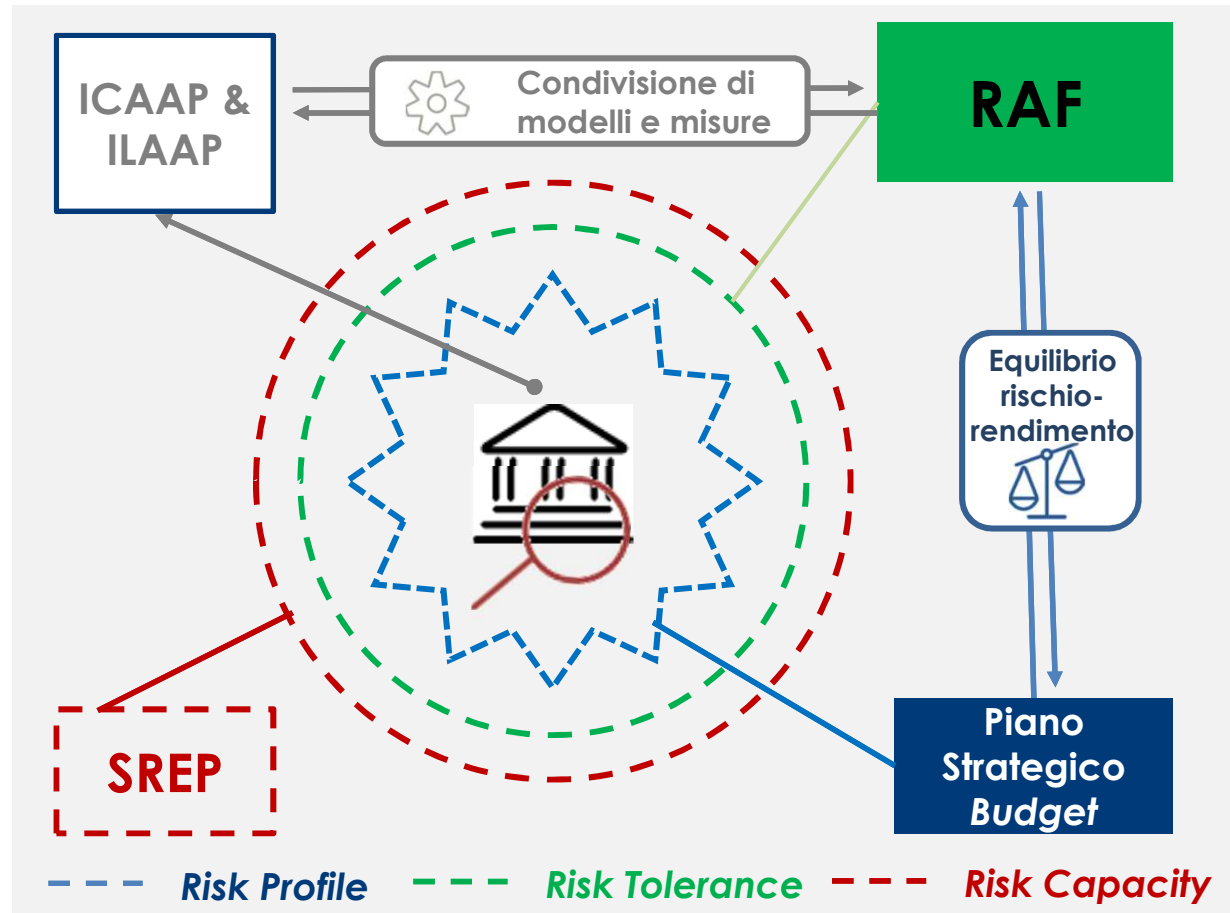 ICAAP &
ILAAP
Condivisione di
modelli e misure
RAF
Equilibrio
rischio-
rendimento
SREP
Piano
Strategico
Budget
Risk Profile
Risk Tolerance
Risk Capacity